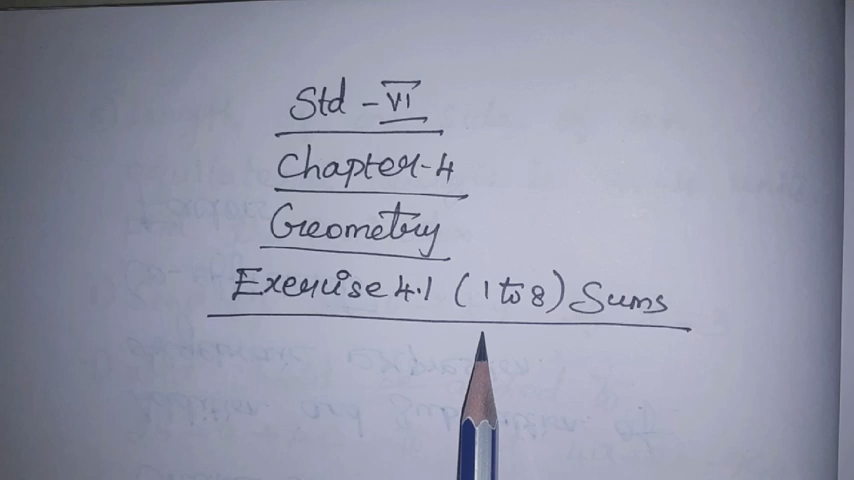 Std - VI
Chapter-4
Geometry
Exercise 4.1 (1 to 8) Sums